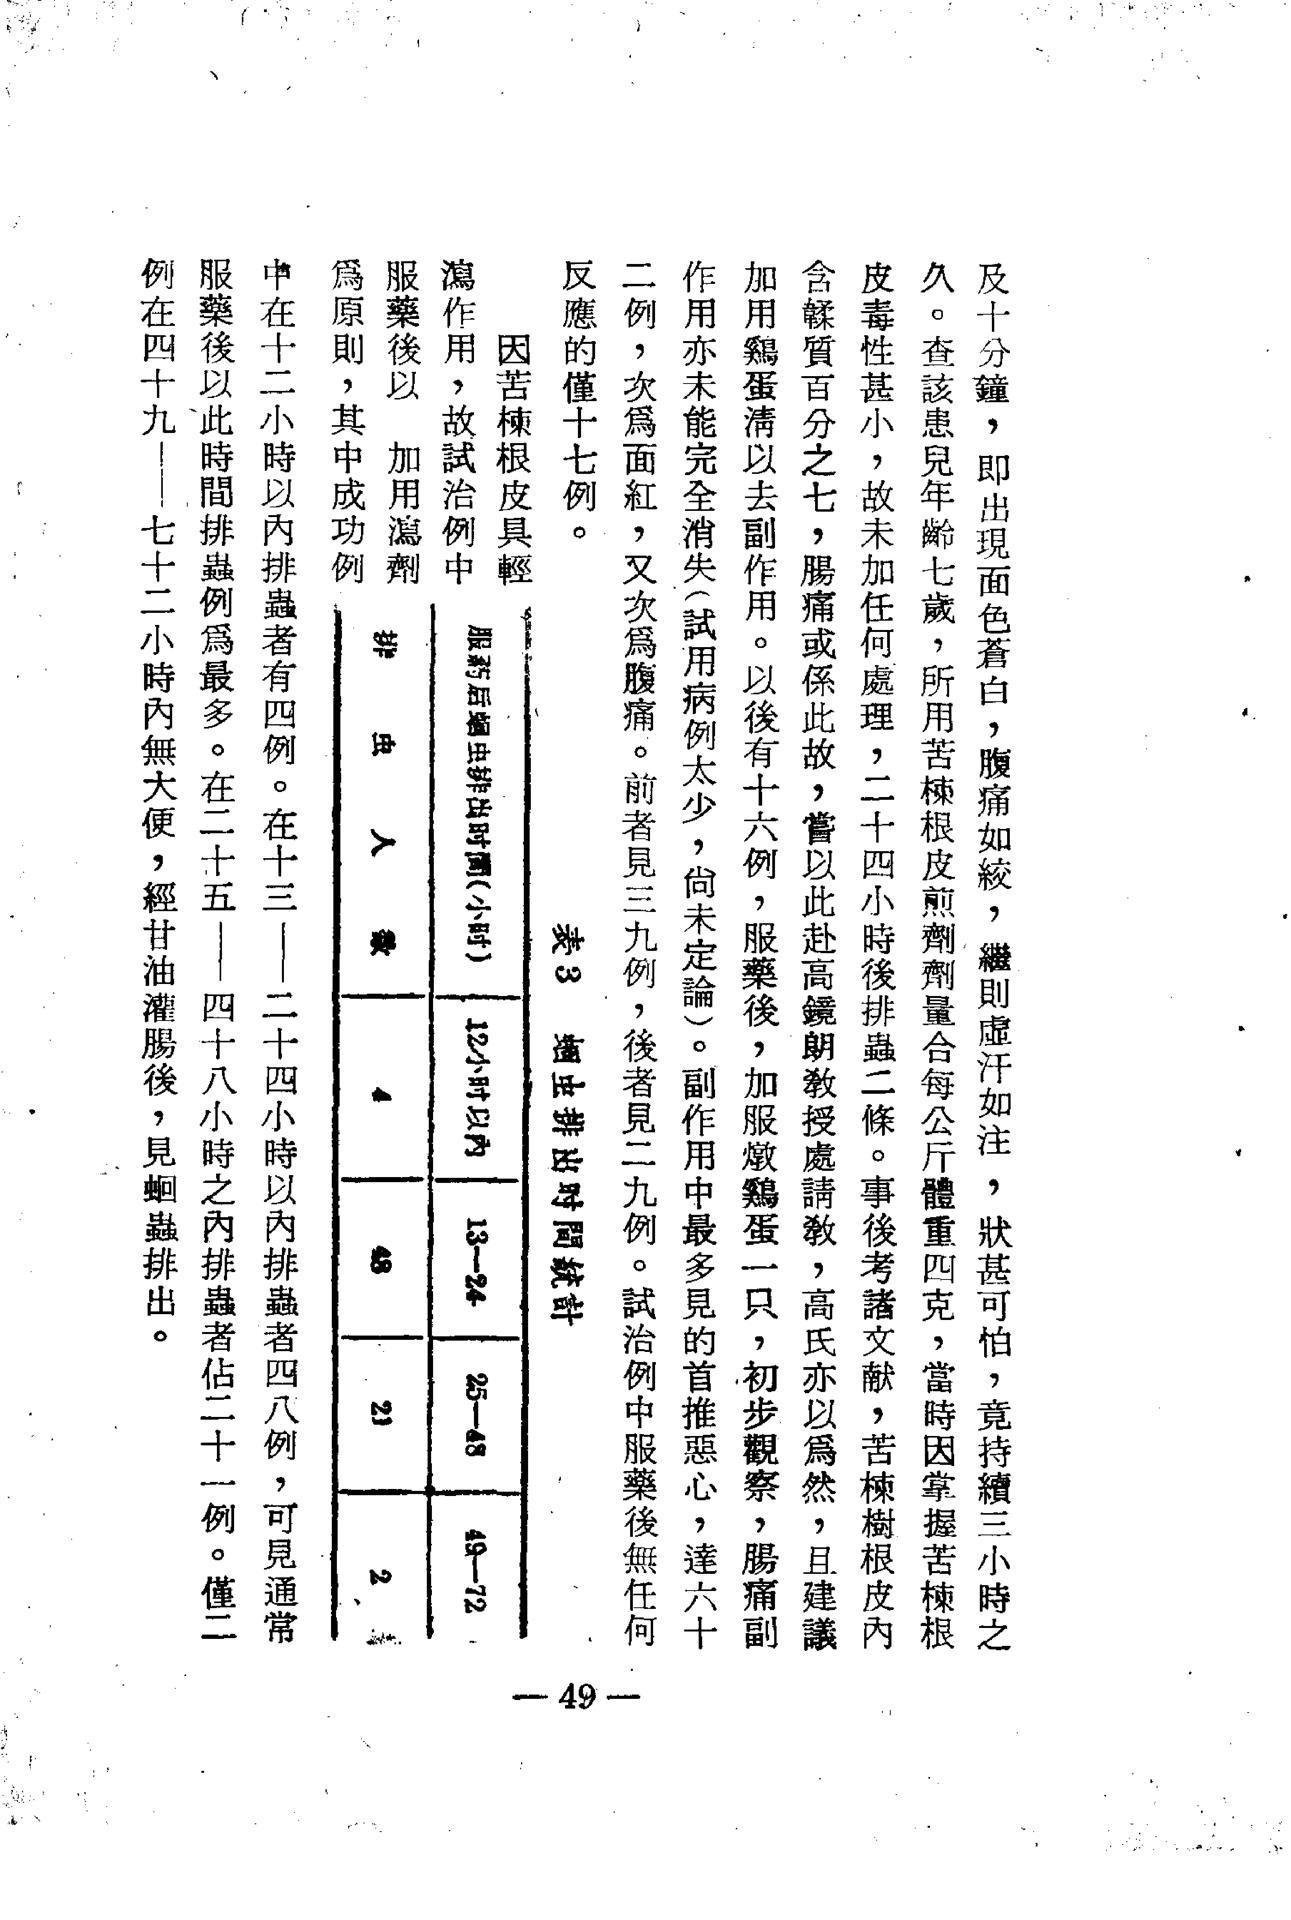 及十分鐘，即出現面色蒼白，腹痛如絞，繼則虛汗如注，狀甚可怕，竟持續三小時之
久。查該患兒年齡七歲，所用苦楝根皮煎劑劑量合每公斤體重四克，當時因掌握苦楝根
皮毒性甚小，故未加任何處理，二十四小時後排蟲二條。事後考諸文献，苦楝樹根皮內
含鞣質百分之七，腸痛或係此故，嘗以此赴高鏡朗教授處請教，高氏亦以爲然，且建議
加用鷄蛋清以去副作用。以後有十六例，服藥後，加服燉鷄蛋一只，初步觀察，腸痛副
作用亦未能完全消失（試用病例太少，尙未定論）。副作用中最多見的首推惡心，達六十
二例，次爲面紅，又次爲腹痛。前者見三九例，後者見二九例。試治例中服藥後無任何
反應的僅十七例。
因苦楝根皮具輕
瀉作用，故試治例中
服藥後以 加用瀉劑
爲原則，其中成功例
表3 蛔虫排出时間統計
服药后蛔虫排出时間(小时) 12小时以內 13—24 25—48 49—72
排虫人数 4 48 21 2
中在十二小時以內排蟲者有四例。在十三——二十四小時以內排蟲者四八例，可見通常
服藥後以此時間排蟲例爲最多。在二十五——四十八小時之內排蟲者佔二十一例。僅二
例在四十九——七十二小時內無大便，經甘油灌腸後，見蛔蟲排出。
— 49 —